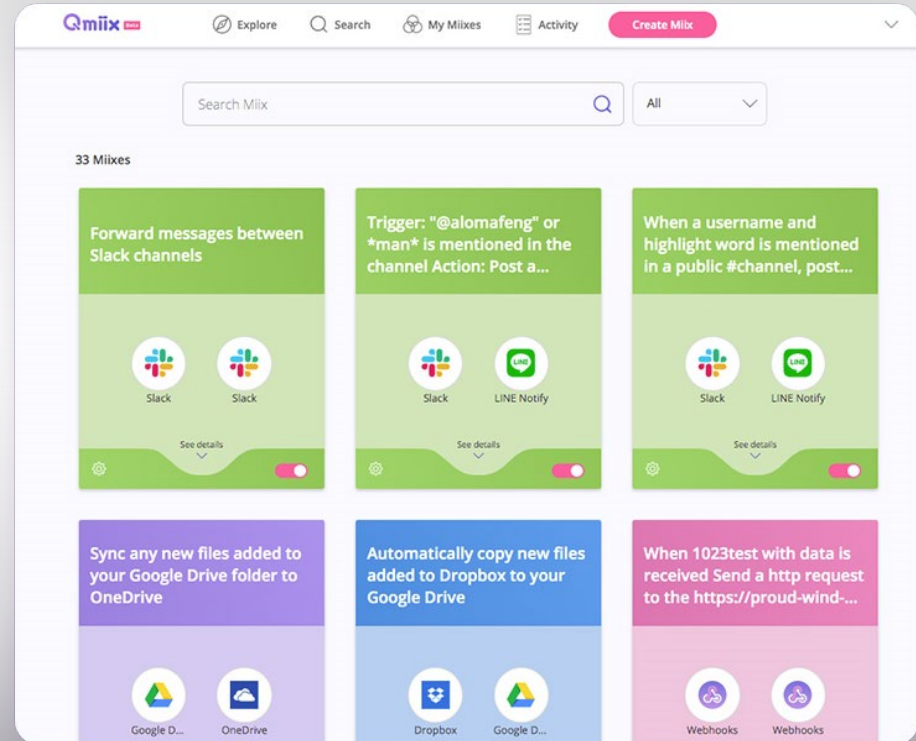 Qmiix Beta
Explore
Search
My Miixes
Activity
Create Miix
Search Miix
All
33 Miixes
Forward messages between
Slack channels
Slack
Slack
See details
Trigger: "@alomafeng" or
*man* is mentioned in the
channel Action: Post a...
Slack
LINE
LINE Notify
See details
When a username and
highlight word is mentioned
in a public #channel, post...
Slack
LINE
LINE Notify
See details
Sync any new files added to
your Google Drive folder to
OneDrive
Google D...
OneDrive
Automatically copy new files
added to Dropbox to your
Google Drive
Dropbox
Google D...
When 1023test with data is
received Send a http request
to the https://proud-wind-...
Webhooks
Webhooks